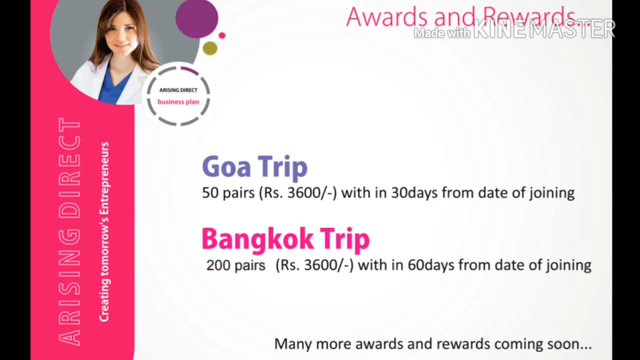 Awards and Rewards...
Made with KINEMASTER
ARISING DIRECT
business plan
ARISING DIRECT
Creating tomorrow's Entrepreneurs
Goa Trip
50 pairs (Rs. 3600/-) with in 30days from date of joining
Bangkok Trip
200 pairs (Rs. 3600/-) with in 60days from date of joining
Many more awards and rewards coming soon...